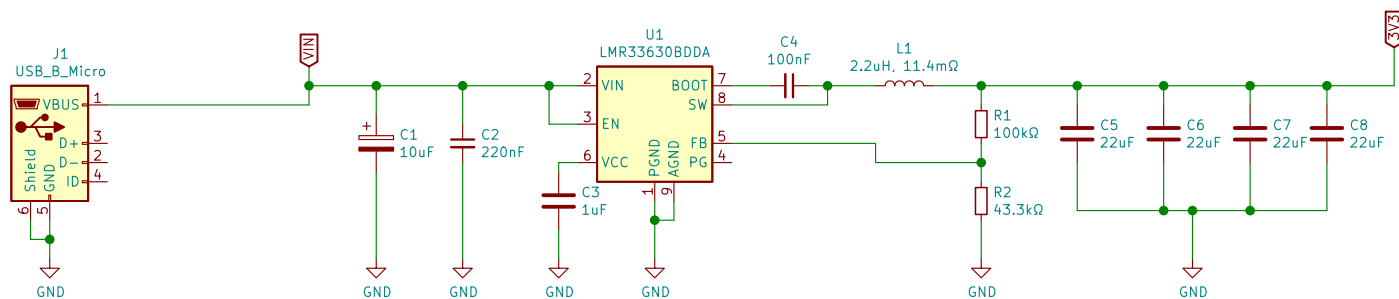 J1
USB_B_Micro
VBUS 1
D+ 3
D- 2
ID 4
Shield
GND
6
5
GND
VIN
+
C1
10uF
GND
C2
220nF
GND
C3
1uF
GND
U1
LMR33630BDDA
2 VIN
3 EN
6 VCC
BOOT 7
SW 8
FB 5
PG 4
PGND
AGND
1
9
GND
C4
100nF
L1
2.2uH, 11.4mΩ
R1
100kΩ
R2
43.3kΩ
GND
C5
22uF
C6
22uF
C7
22uF
C8
22uF
GND
3V3